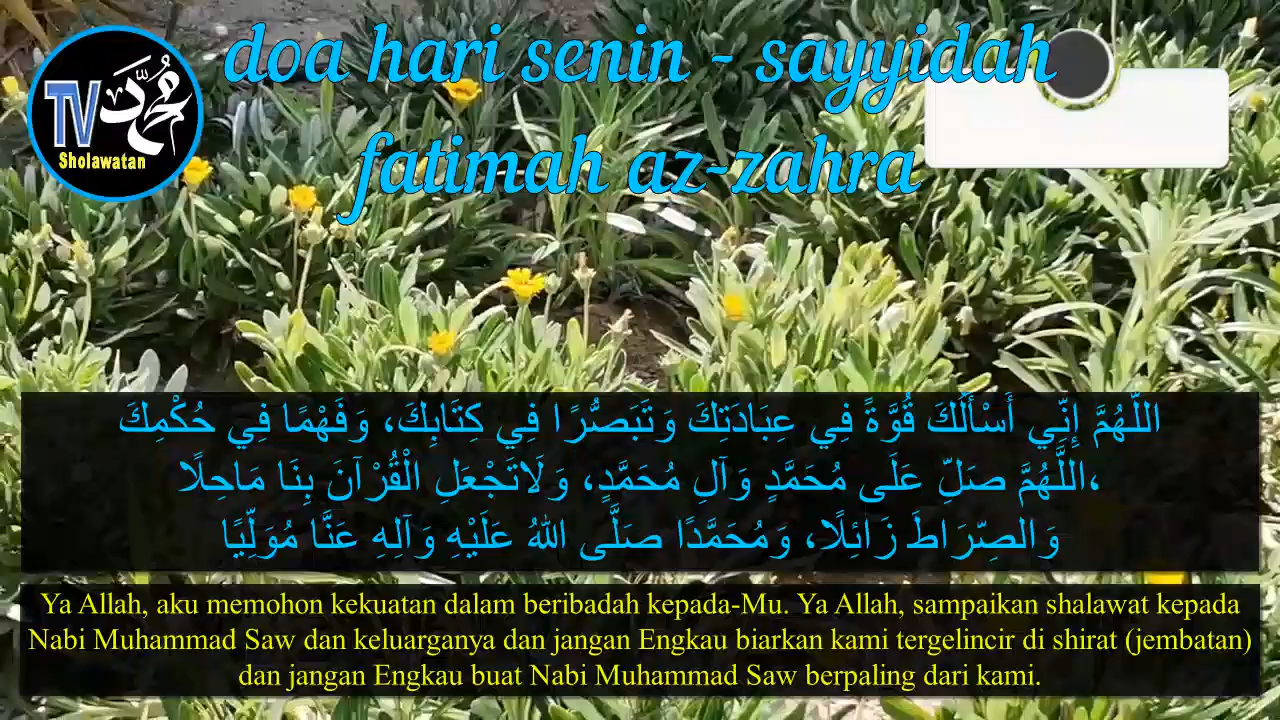 doa hari senin - sayyidah
fatimah az-zahra
TV محمد
Sholawatan
اللَّهُمَّ إِنِّي أَسْأَلُكَ قُوَّةً فِي عِبَادَتِكَ وَتَبَصُّرًا فِي كِتَابِكَ، وَفَهْمًا فِي حُكْمِكَ
،اللَّهُمَّ صَلِّ عَلَى مُحَمَّدٍ وَآلِ مُحَمَّدٍ، وَلَاتَجْعَلِ الْقُرْآنَ بِنَا مَاحِلًا
وَالصِّرَاطَ زَائِلًا، وَمُحَمَّدًا صَلَّى اللهُ عَلَيْهِ وَآلِهِ عَنَّا مُوَلِّيًا
Ya Allah, aku memohon kekuatan dalam beribadah kepada-Mu. Ya Allah, sampaikan shalawat kepada
Nabi Muhammad Saw dan keluarganya dan jangan Engkau biarkan kami tergelincir di shirat (jembatan)
dan jangan Engkau buat Nabi Muhammad Saw berpaling dari kami.